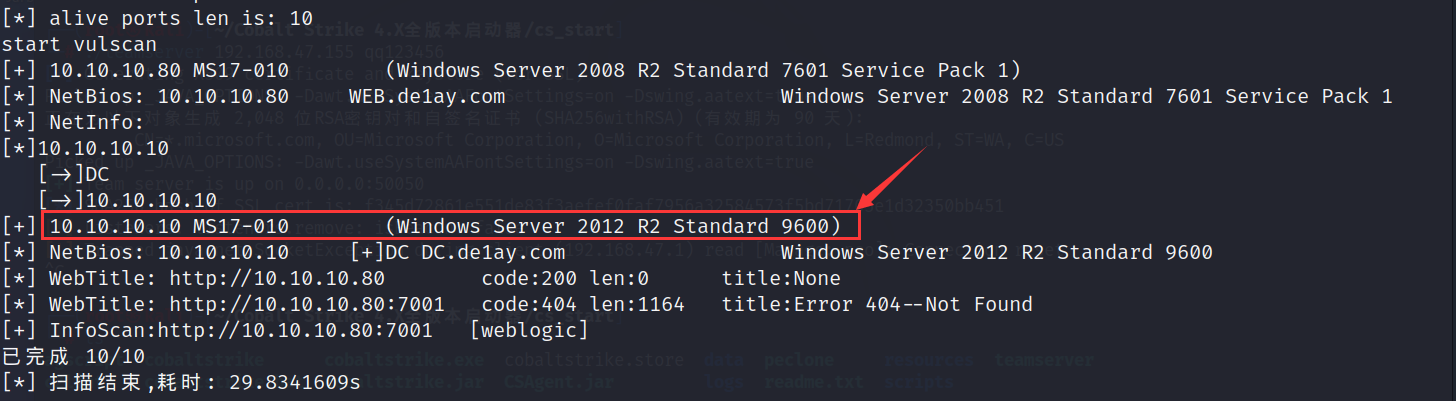 [*] alive ports len is: 10
start vulscan
[+] 10.10.10.80 MS17-010 (Windows Server 2008 R2 Standard 7601 Service Pack 1)
[*] NetBios: 10.10.10.80 WEB.de1ay.com Windows Server 2008 R2 Standard 7601 Service Pack 1
[*] NetInfo:
[*]10.10.10.10
[->]DC
[->]10.10.10.10
[+] 10.10.10.10 MS17-010 (Windows Server 2012 R2 Standard 9600)
[*] NetBios: 10.10.10.10 [+]DC DC.de1ay.com Windows Server 2012 R2 Standard 9600
[*] WebTitle: http://10.10.10.80 code:200 len:0 title:None
[*] WebTitle: http://10.10.10.80:7001 code:404 len:1164 title:Error 404--Not Found
[+] InfoScan:http://10.10.10.80:7001 [weblogic]
已完成 10/10
[*] 扫描结束,耗时: 29.8341609s